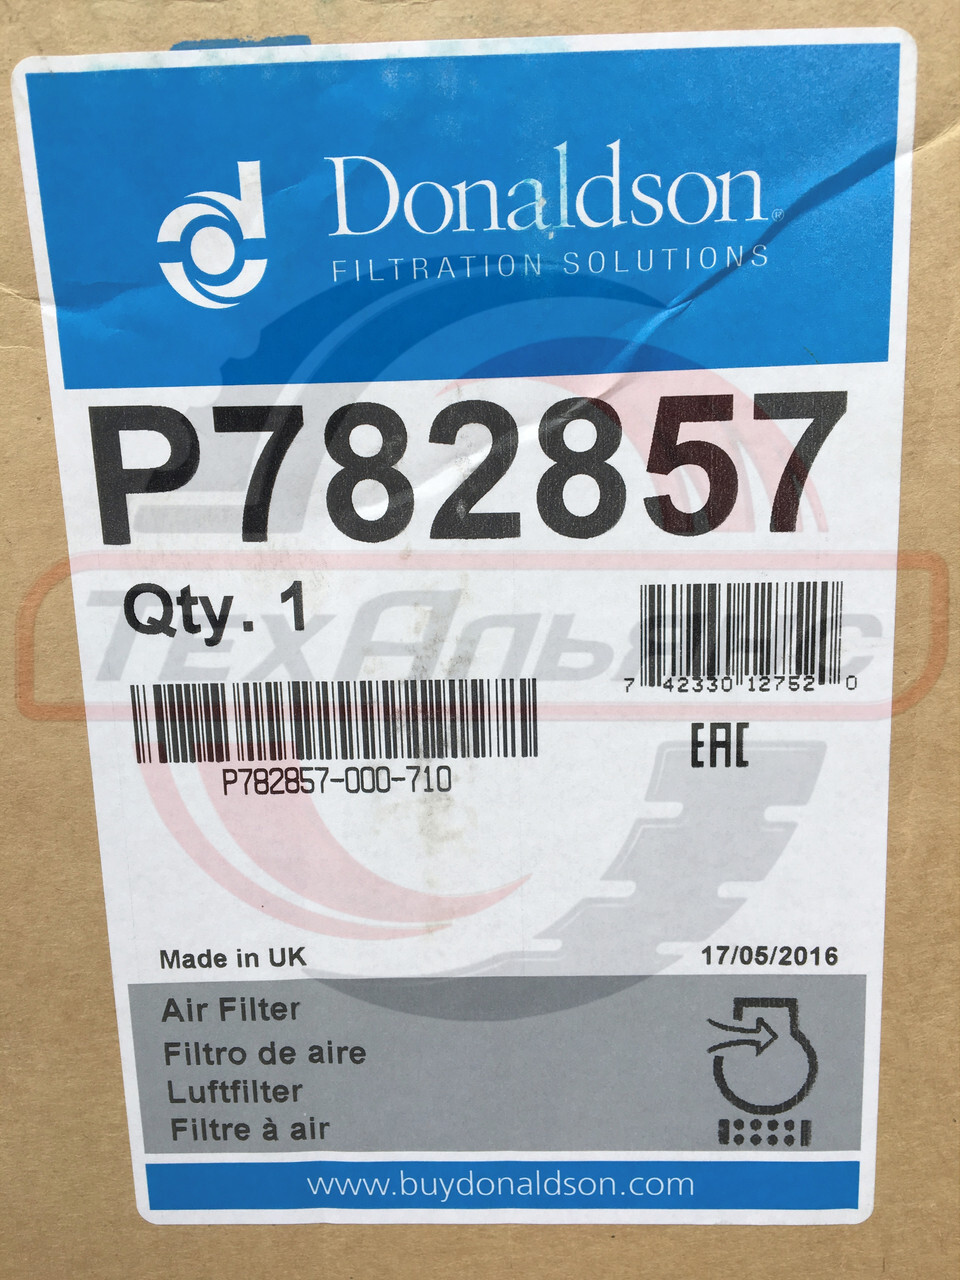 Donaldson®
FILTRATION SOLUTIONS
P782857
Qty. 1
ТехАльянс
7 42330 12752 0
P782857-000-710
EAC
Made in UK
17/05/2016
Air Filter
Filtro de aire
Luftfilter
Filtre à air
www.buydonaldson.com